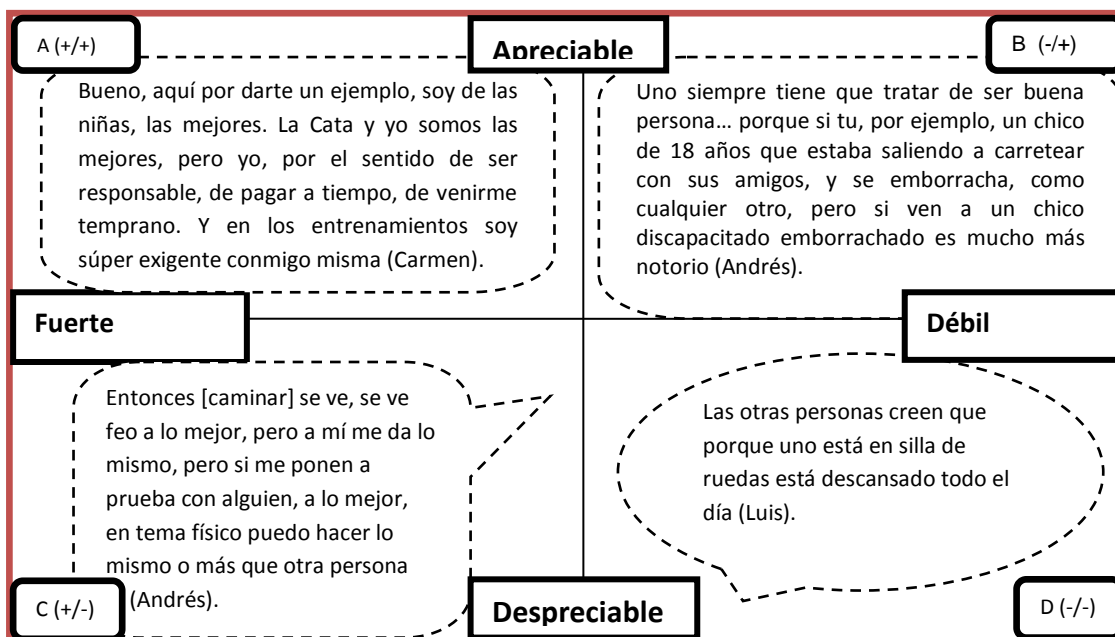 A (+/+)
Apreciable
B (-/+)
Bueno, aquí por darte un ejemplo, soy de las
niñas, las mejores. La Cata y yo somos las
mejores, pero yo, por el sentido de ser
responsable, de pagar a tiempo, de venirme
temprano. Y en los entrenamientos soy
súper exigente conmigo misma (Carmen).
Uno siempre tiene que tratar de ser buena
persona... porque si tu, por ejemplo, un chico
de 18 años que estaba saliendo a carretear
con sus amigos, y se emborracha, como
cualquier otro, pero si ven a un chico
discapacitado emborrachado es mucho más
notorio (Andrés).
Fuerte
Débil
Entonces [caminar] se ve, se ve
feo a lo mejor, pero a mí me da lo
mismo, pero si me ponen a
prueba con alguien, a lo mejor,
en tema físico puedo hacer lo
mismo o más que otra persona
(Andrés).
Las otras personas creen que
porque uno está en silla de
ruedas está descansado todo el
día (Luis).
C (+/-)
Despreciable
D (-/-)